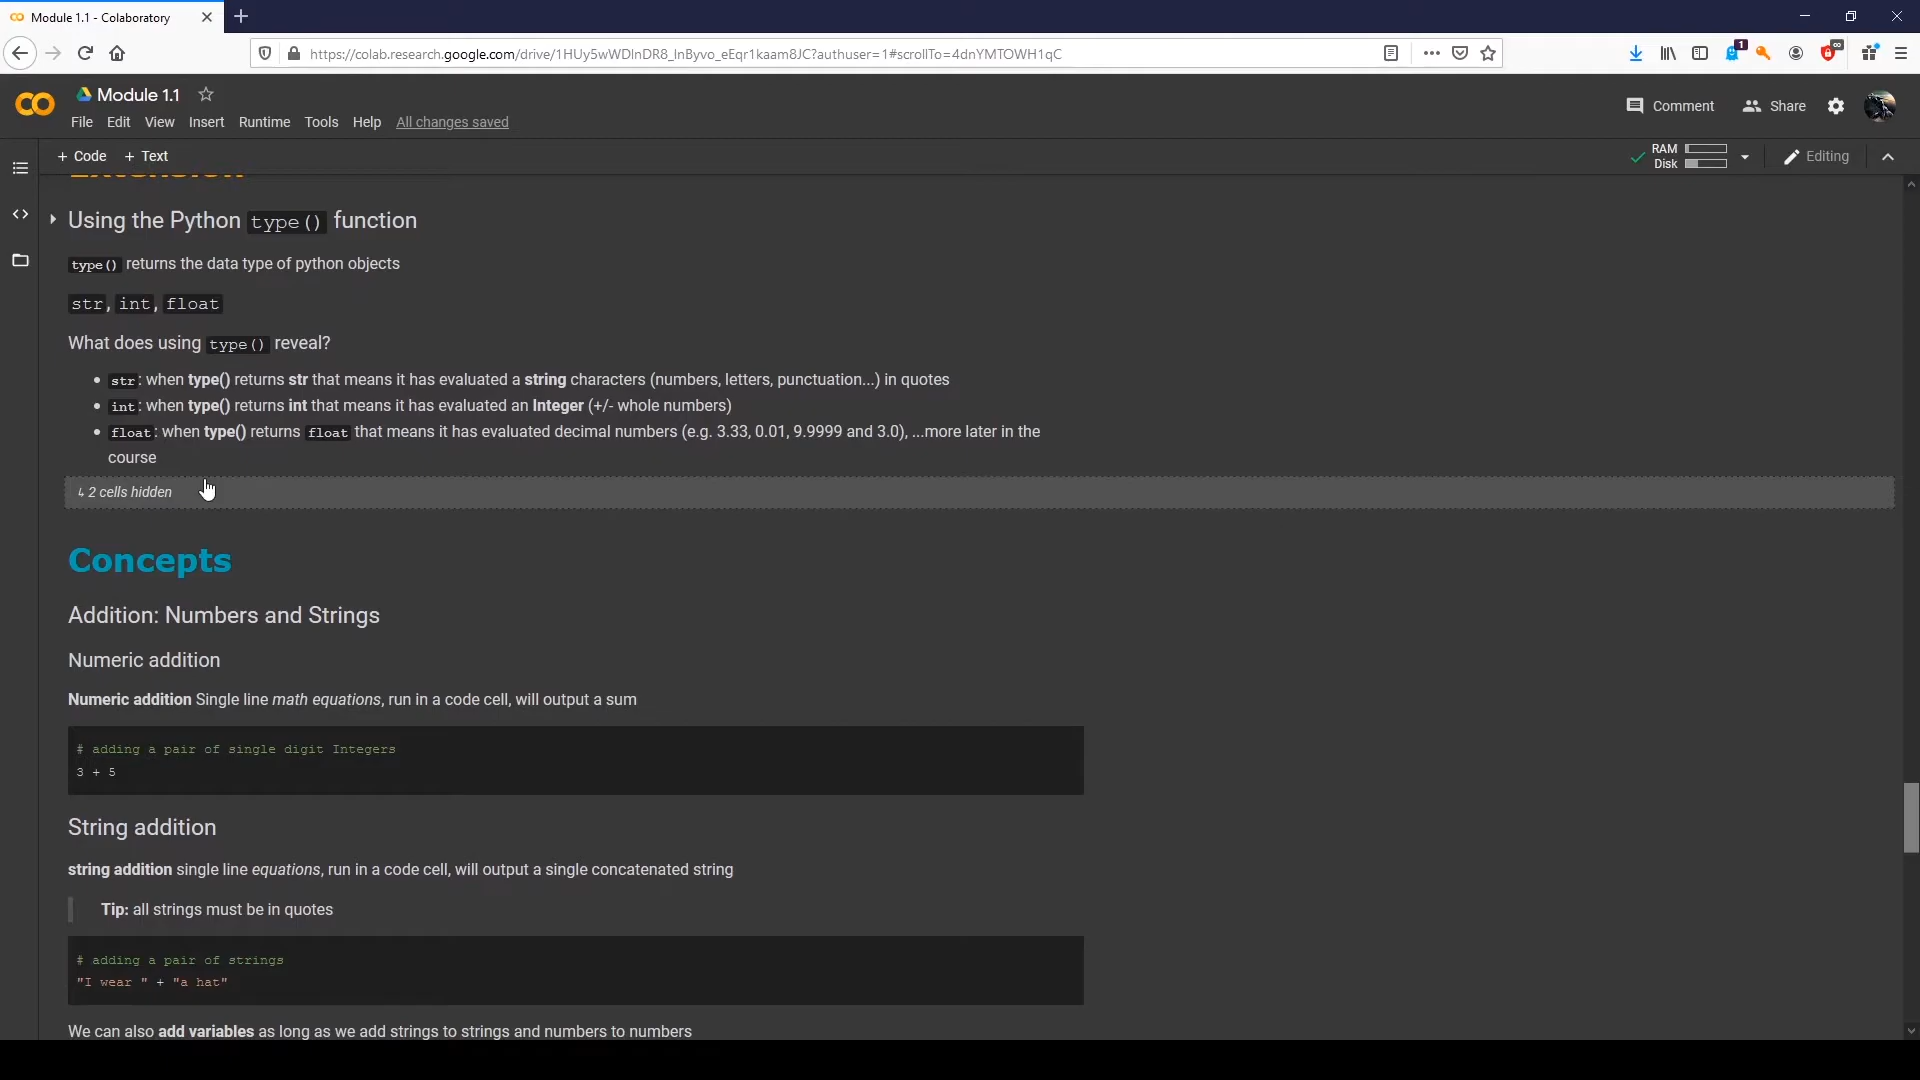 Module 1.1 - Colaboratory
https://colab.research.google.com/drive/1HUy5wWDlnDR8_lnByvo_eEqr1kaam8JC?authuser=1#scrollTo=4dnYMTOWH1qC
1
∞
CO
Module 1.1
Comment
Share
File Edit View Insert Runtime Tools Help All changes saved
+ Code + Text
RAM
Disk
Editing
Extension
Using the Python type() function
type() returns the data type of python objects
str, int, float
What does using type() reveal?
• str: when type() returns str that means it has evaluated a string characters (numbers, letters, punctuation...) in quotes
• int: when type() returns int that means it has evaluated an Integer (+/- whole numbers)
• float: when type() returns float that means it has evaluated decimal numbers (e.g. 3.33, 0.01, 9.9999 and 3.0), ...more later in the
course
↳ 2 cells hidden
Concepts
Addition: Numbers and Strings
Numeric addition
Numeric addition Single line math equations, run in a code cell, will output a sum
# adding a pair of single digit Integers
3 + 5
String addition
string addition single line equations, run in a code cell, will output a single concatenated string
Tip: all strings must be in quotes
# adding a pair of strings
"I wear " + "a hat"
We can also add variables as long as we add strings to strings and numbers to numbers